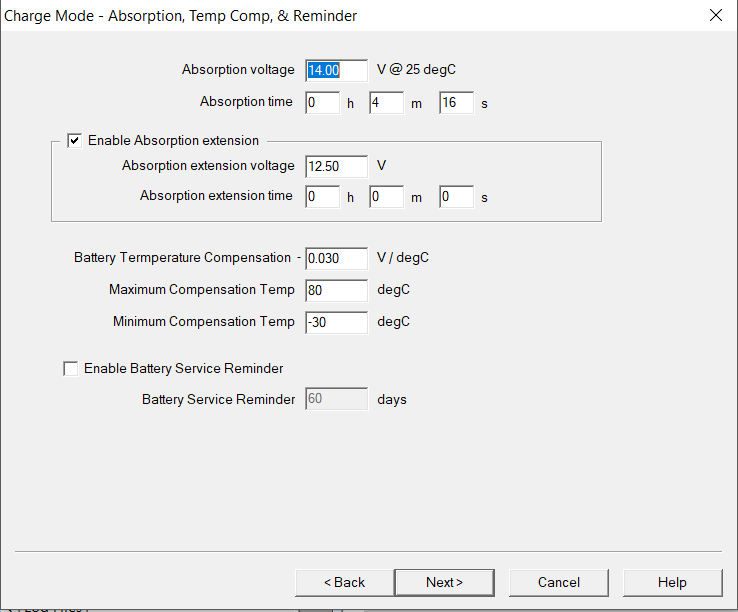 Charge Mode - Absorption, Temp Comp, & Reminder
Absorption voltage 14.00 V @ 25 degC
Absorption time 0 h 4 m 16 s
Enable Absorption extension
Absorption extension voltage 12.50 V
Absorption extension time 0 h 0 m 0 s
Battery Termperature Compensation - 0.030 V / degC
Maximum Compensation Temp 80 degC
Minimum Compensation Temp -30 degC
Enable Battery Service Reminder
Battery Service Reminder 60 days
< Back Next > Cancel Help